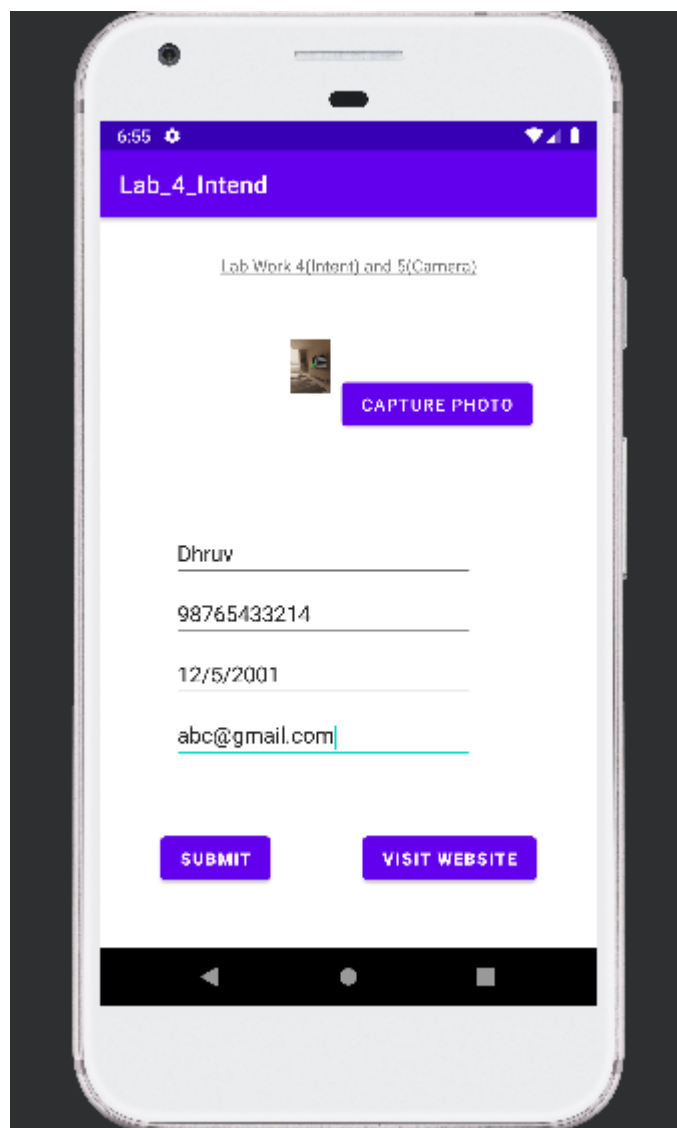 6:55
Lab_4_Intend
Lab Work 4(Intent) and 5(Camera)
CAPTURE PHOTO
Dhruv
98765433214
12/5/2001
abc@gmail.com
SUBMIT VISIT WEBSITE